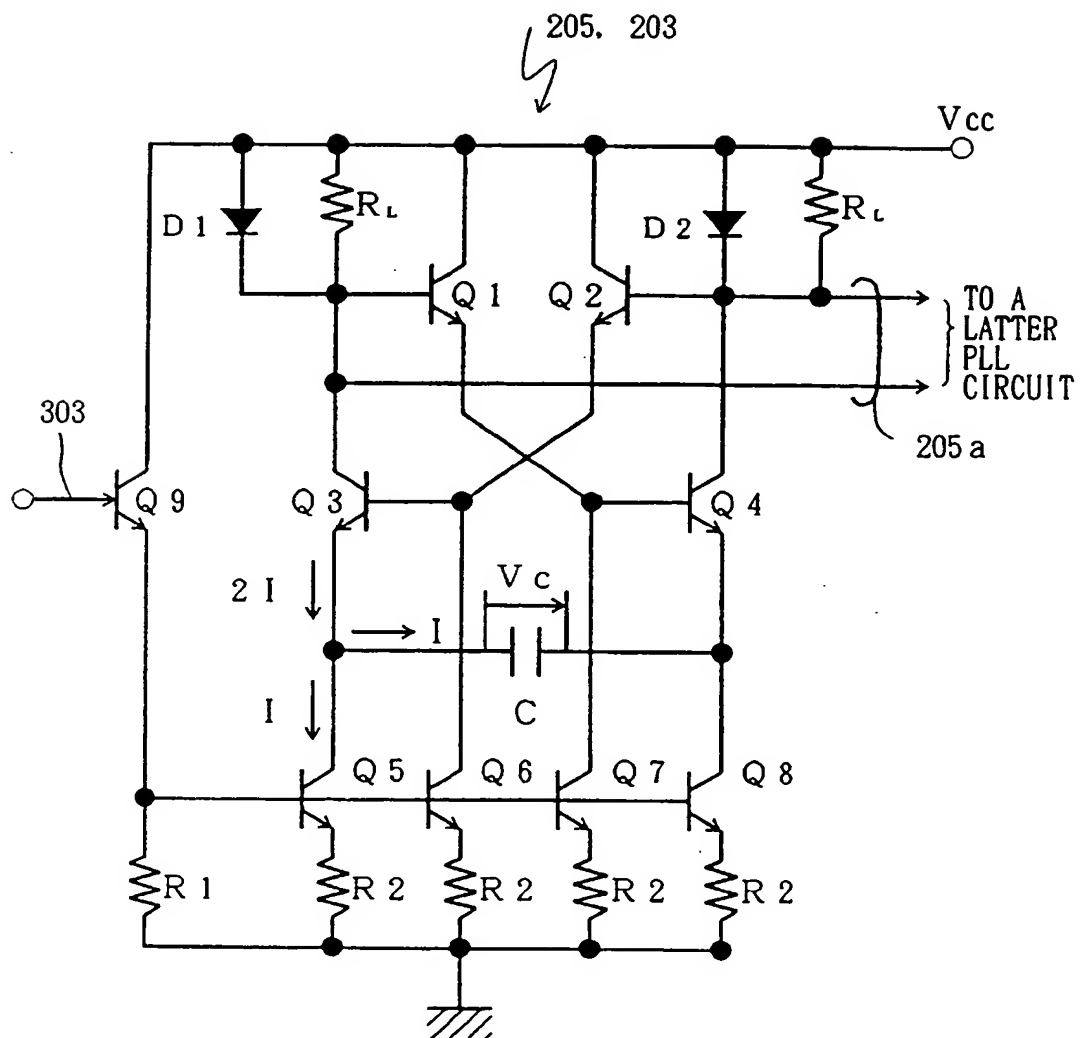 205. 203
Vcc
D1
RL
D2
RL
Q1
Q2
TO A
LATTER
PLL
CIRCUIT
303
205a
Q9
Q3
Q4
2I
Vc
I
I
C
Q5
Q6
Q7
Q8
R1
R2
R2
R2
R2